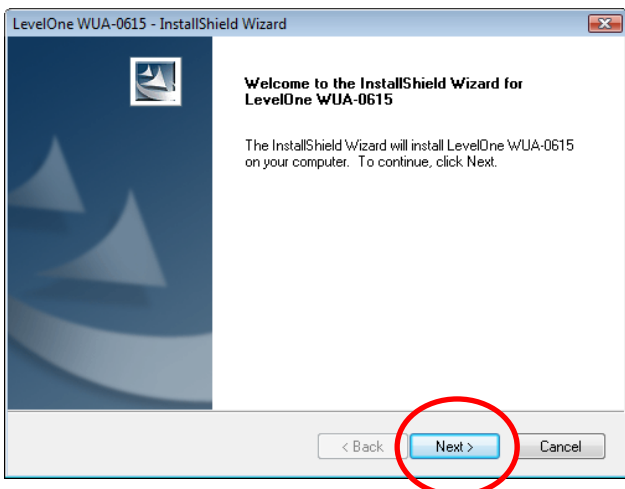 LevelOne WUA-0615 - InstallShield Wizard
Welcome to the InstallShield Wizard for
LevelOne WUA-0615
The InstallShield Wizard will install LevelOne WUA-0615
on your computer. To continue, click Next.
< Back
Next >
Cancel